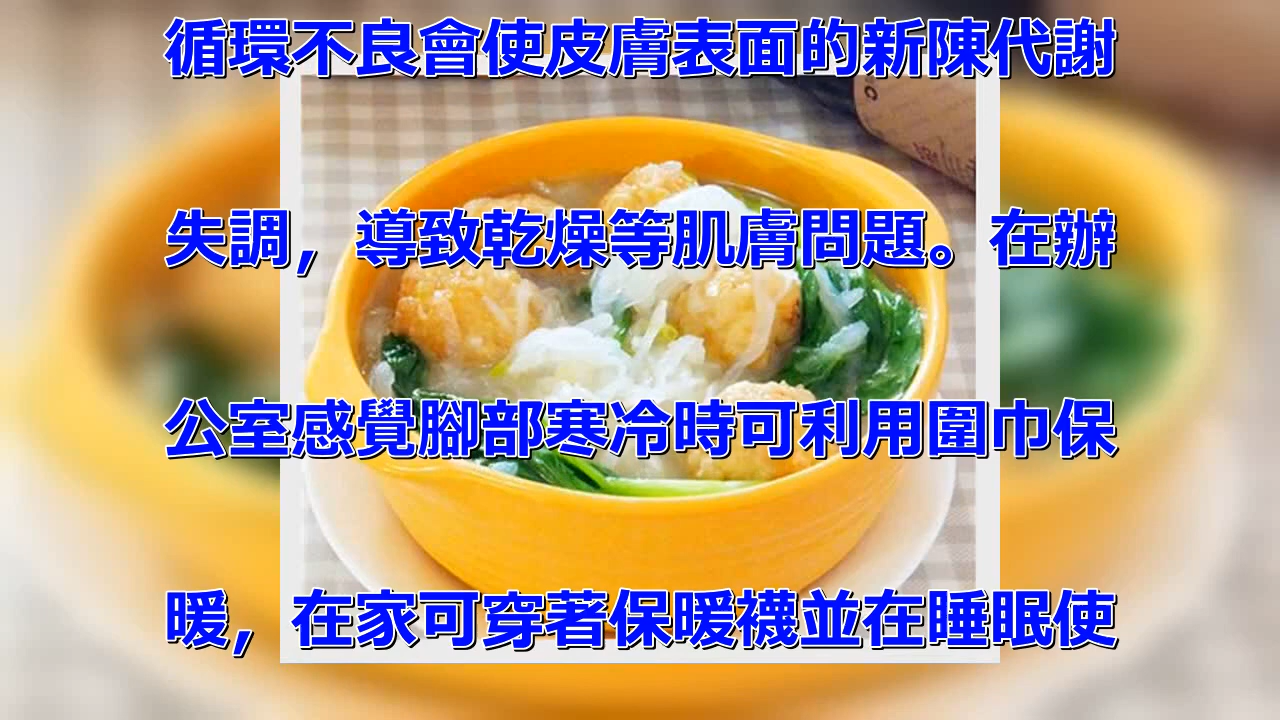 循環不良會使皮膚表面的新陳代謝
失調，導致乾燥等肌膚問題。在辦
公室感覺腳部寒冷時可利用圍巾保
暖，在家可穿著保暖襪並在睡眠使